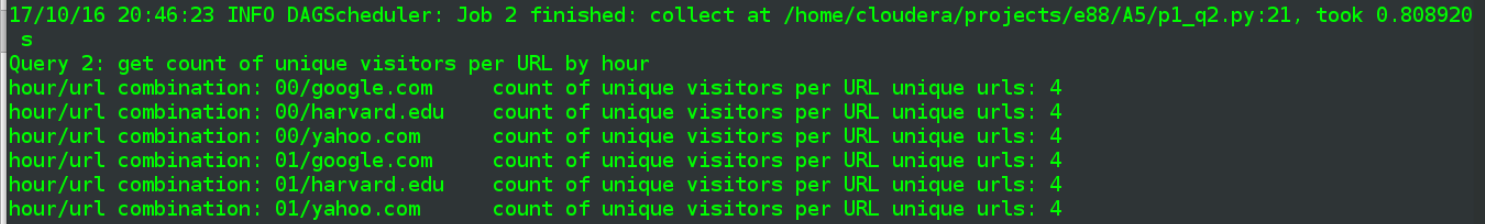 17/10/16 20:46:23 INFO DAGScheduler: Job 2 finished: collect at /home/cloudera/projects/e88/A5/p1_q2.py:21, took 0.808920
s
Query 2: get count of unique visitors per URL by hour
hour/url combination: 00/google.com     count of unique visitors per URL unique urls: 4
hour/url combination: 00/harvard.edu    count of unique visitors per URL unique urls: 4
hour/url combination: 00/yahoo.com      count of unique visitors per URL unique urls: 4
hour/url combination: 01/google.com     count of unique visitors per URL unique urls: 4
hour/url combination: 01/harvard.edu    count of unique visitors per URL unique urls: 4
hour/url combination: 01/yahoo.com      count of unique visitors per URL unique urls: 4